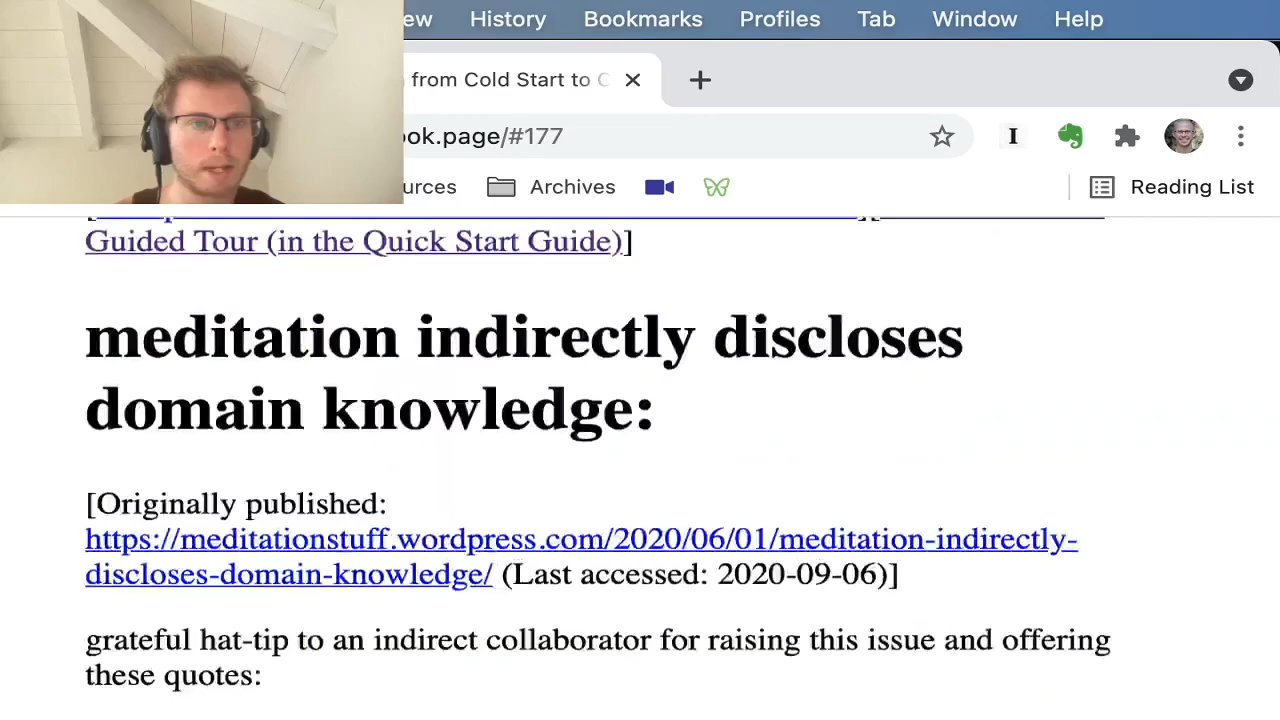 ew History Bookmarks Profiles Tab Window Help
from Cold Start to C
ook.page/#177
urces Archives Reading List
Guided Tour (in the Quick Start Guide)]
meditation indirectly discloses
domain knowledge:
[Originally published:
https://meditationstuff.wordpress.com/2020/06/01/meditation-indirectly-
discloses-domain-knowledge/ (Last accessed: 2020-09-06)]
grateful hat-tip to an indirect collaborator for raising this issue and offering
these quotes: